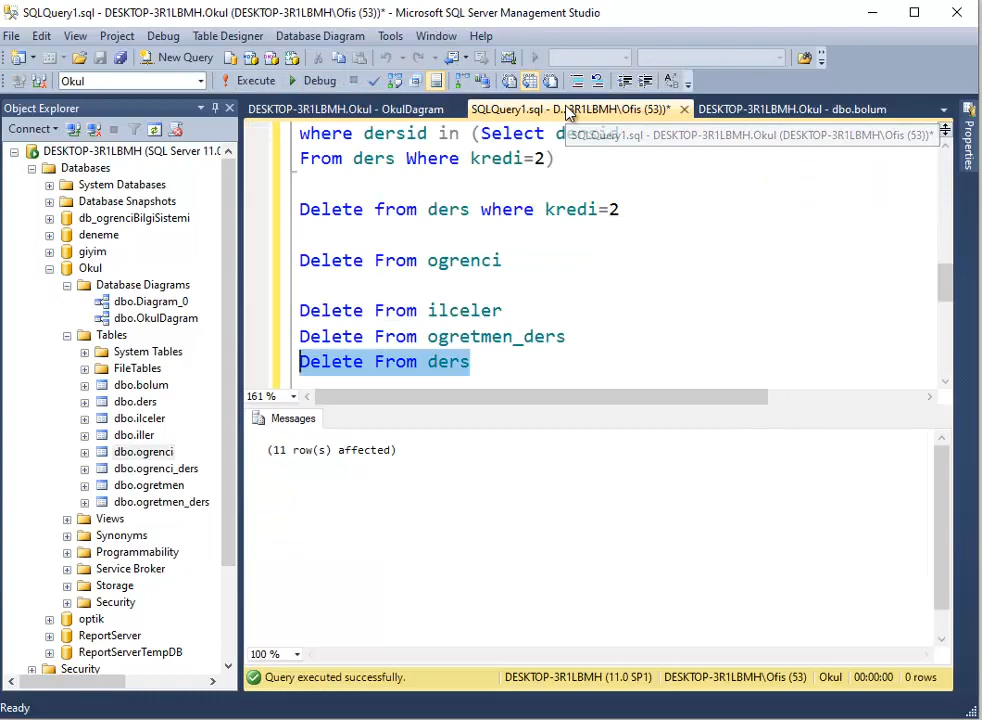 SQLQuery1.sql - DESKTOP-3R1LBMH.Okul (DESKTOP-3R1LBMH\Ofis (53))* - Microsoft SQL Server Management Studio
File Edit View Project Debug Table Designer Database Diagram Tools Window Help
New Query
Okul Execute Debug
Object Explorer
Connect
DESKTOP-3R1LBMH (SQL Server 11.0
Databases
System Databases
Database Snapshots
db_ogrenciBilgiSistemi
deneme
giyim
Okul
Database Diagrams
dbo.Diagram_0
dbo.OkulDagram
Tables
System Tables
FileTables
dbo.bolum
dbo.ders
dbo.ilceler
dbo.iller
dbo.ogrenci
dbo.ogrenci_ders
dbo.ogretmen
dbo.ogretmen_ders
Views
Synonyms
Programmability
Service Broker
Storage
Security
optik
ReportServer
ReportServerTempDB
Security
DESKTOP-3R1LBMH.Okul - OkulDagram
SQLQuery1.sql - D...3R1LBMH\Ofis (53))*
DESKTOP-3R1LBMH.Okul - dbo.bolum
SQLQuery1.sql - DESKTOP-3R1LBMH.Okul (DESKTOP-3R1LBMH\Ofis (53))*
where dersid in (Select
From ders Where kredi=2)
Delete from ders where kredi=2
Delete From ogrenci
Delete From ilceler
Delete From ogretmen_ders
Delete From ders
161 %
Messages
(11 row(s) affected)
100 %
Query executed successfully.
DESKTOP-3R1LBMH (11.0 SP1) DESKTOP-3R1LBMH\Ofis (53) Okul 00:00:00 0 rows
Properties
Ready